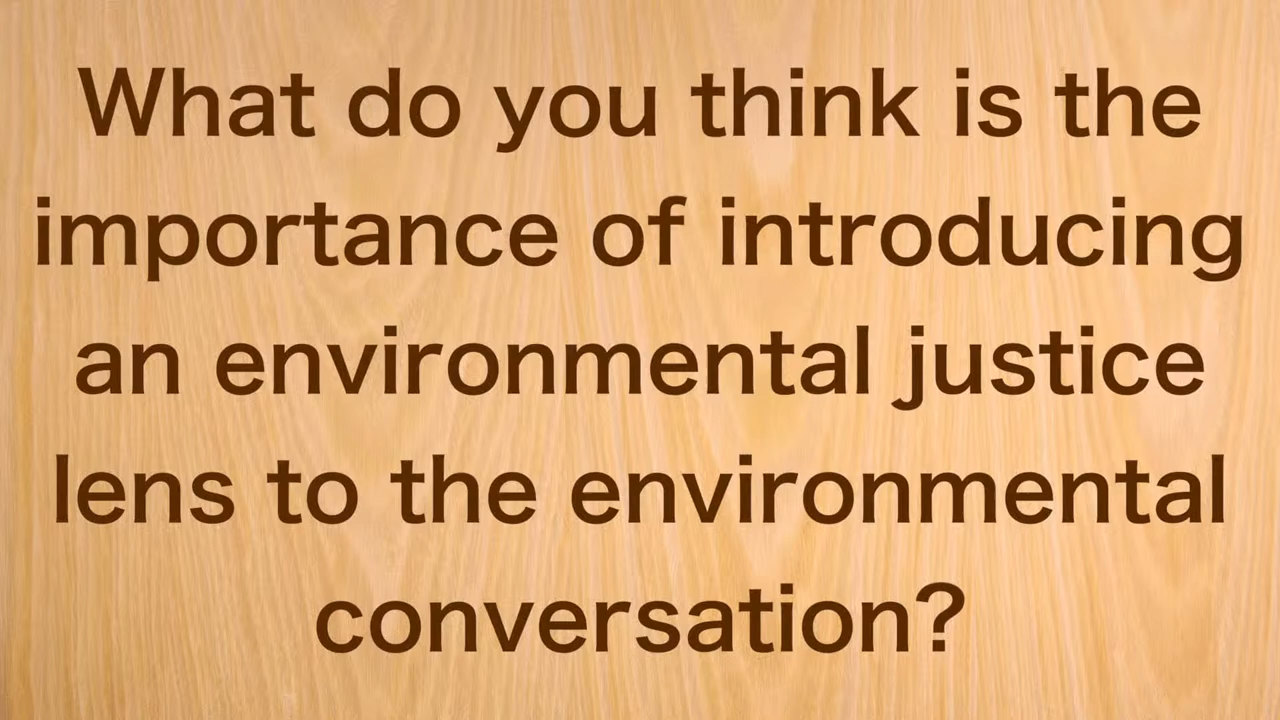 What do you think is the
importance of introducing
an environmental justice
lens to the environmental
conversation?